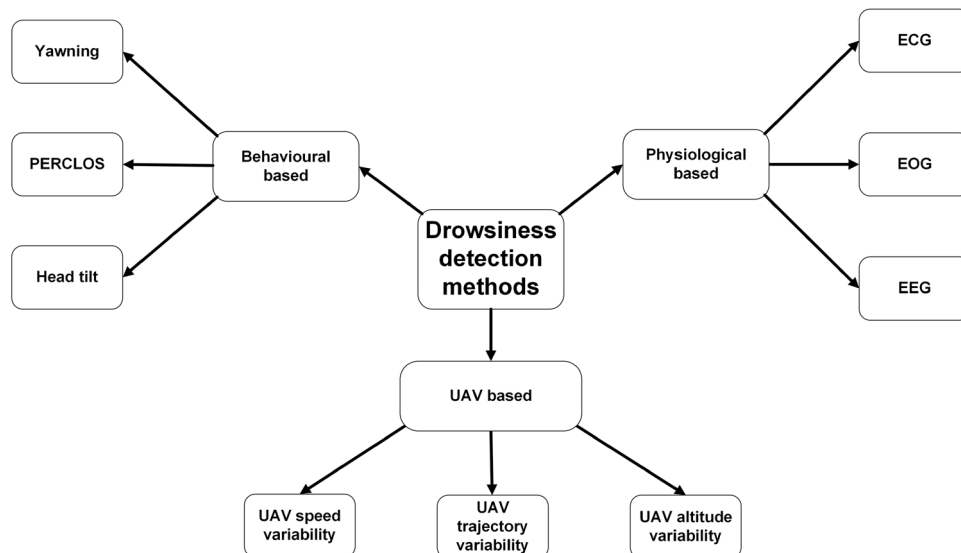 Yawning
PERCLOS
Head tilt
Behavioural
based
Drowsiness
detection
methods
Physiological
based
ECG
EOG
EEG
UAV based
UAV speed
variability
UAV
trajectory
variability
UAV altitude
variability